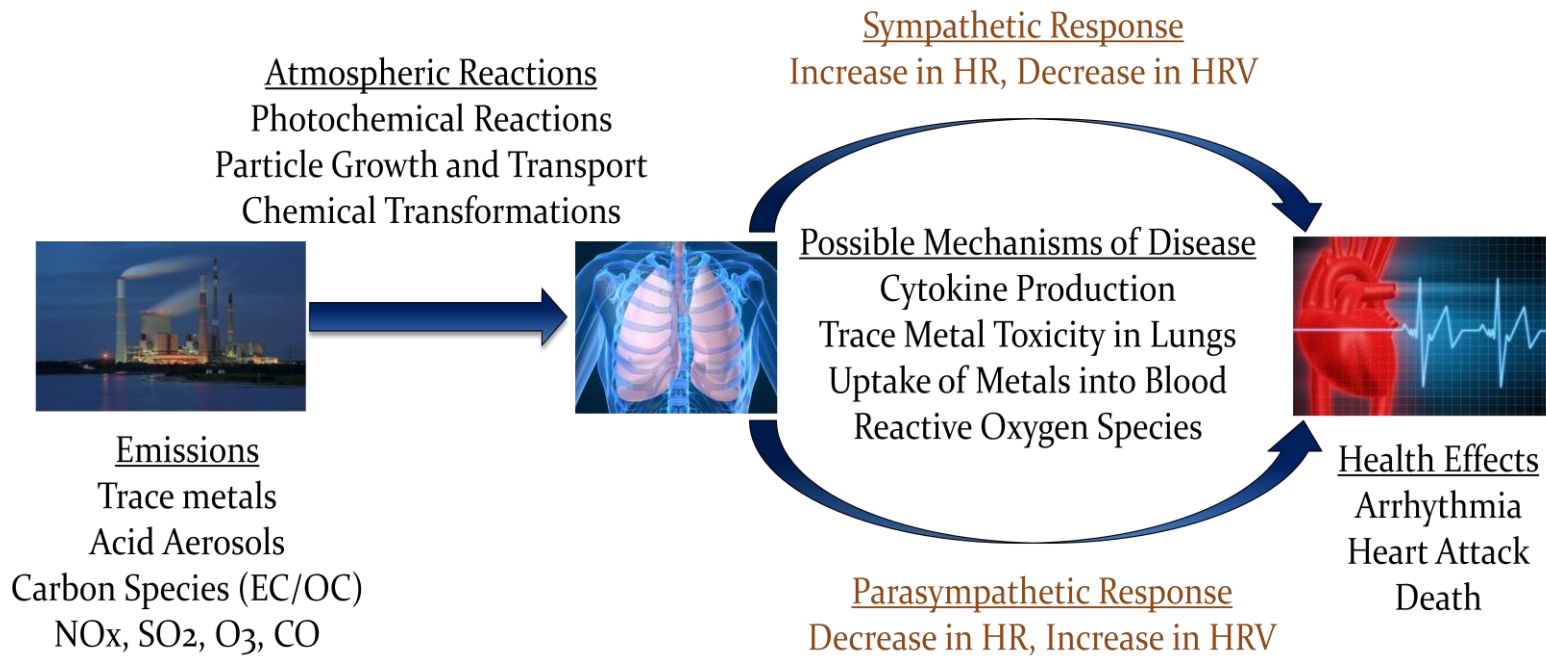 Sympathetic Response
Increase in HR, Decrease in HRV
Atmospheric Reactions
Photochemical Reactions
Particle Growth and Transport
Chemical Transformations
Possible Mechanisms of Disease
Cytokine Production
Trace Metal Toxicity in Lungs
Uptake of Metals into Blood
Reactive Oxygen Species
Emissions
Trace metals
Acid Aerosols
Carbon Species (EC/OC)
NOx, SO2, O3, CO
Health Effects
Arrhythmia
Heart Attack
Death
Parasympathetic Response
Decrease in HR, Increase in HRV